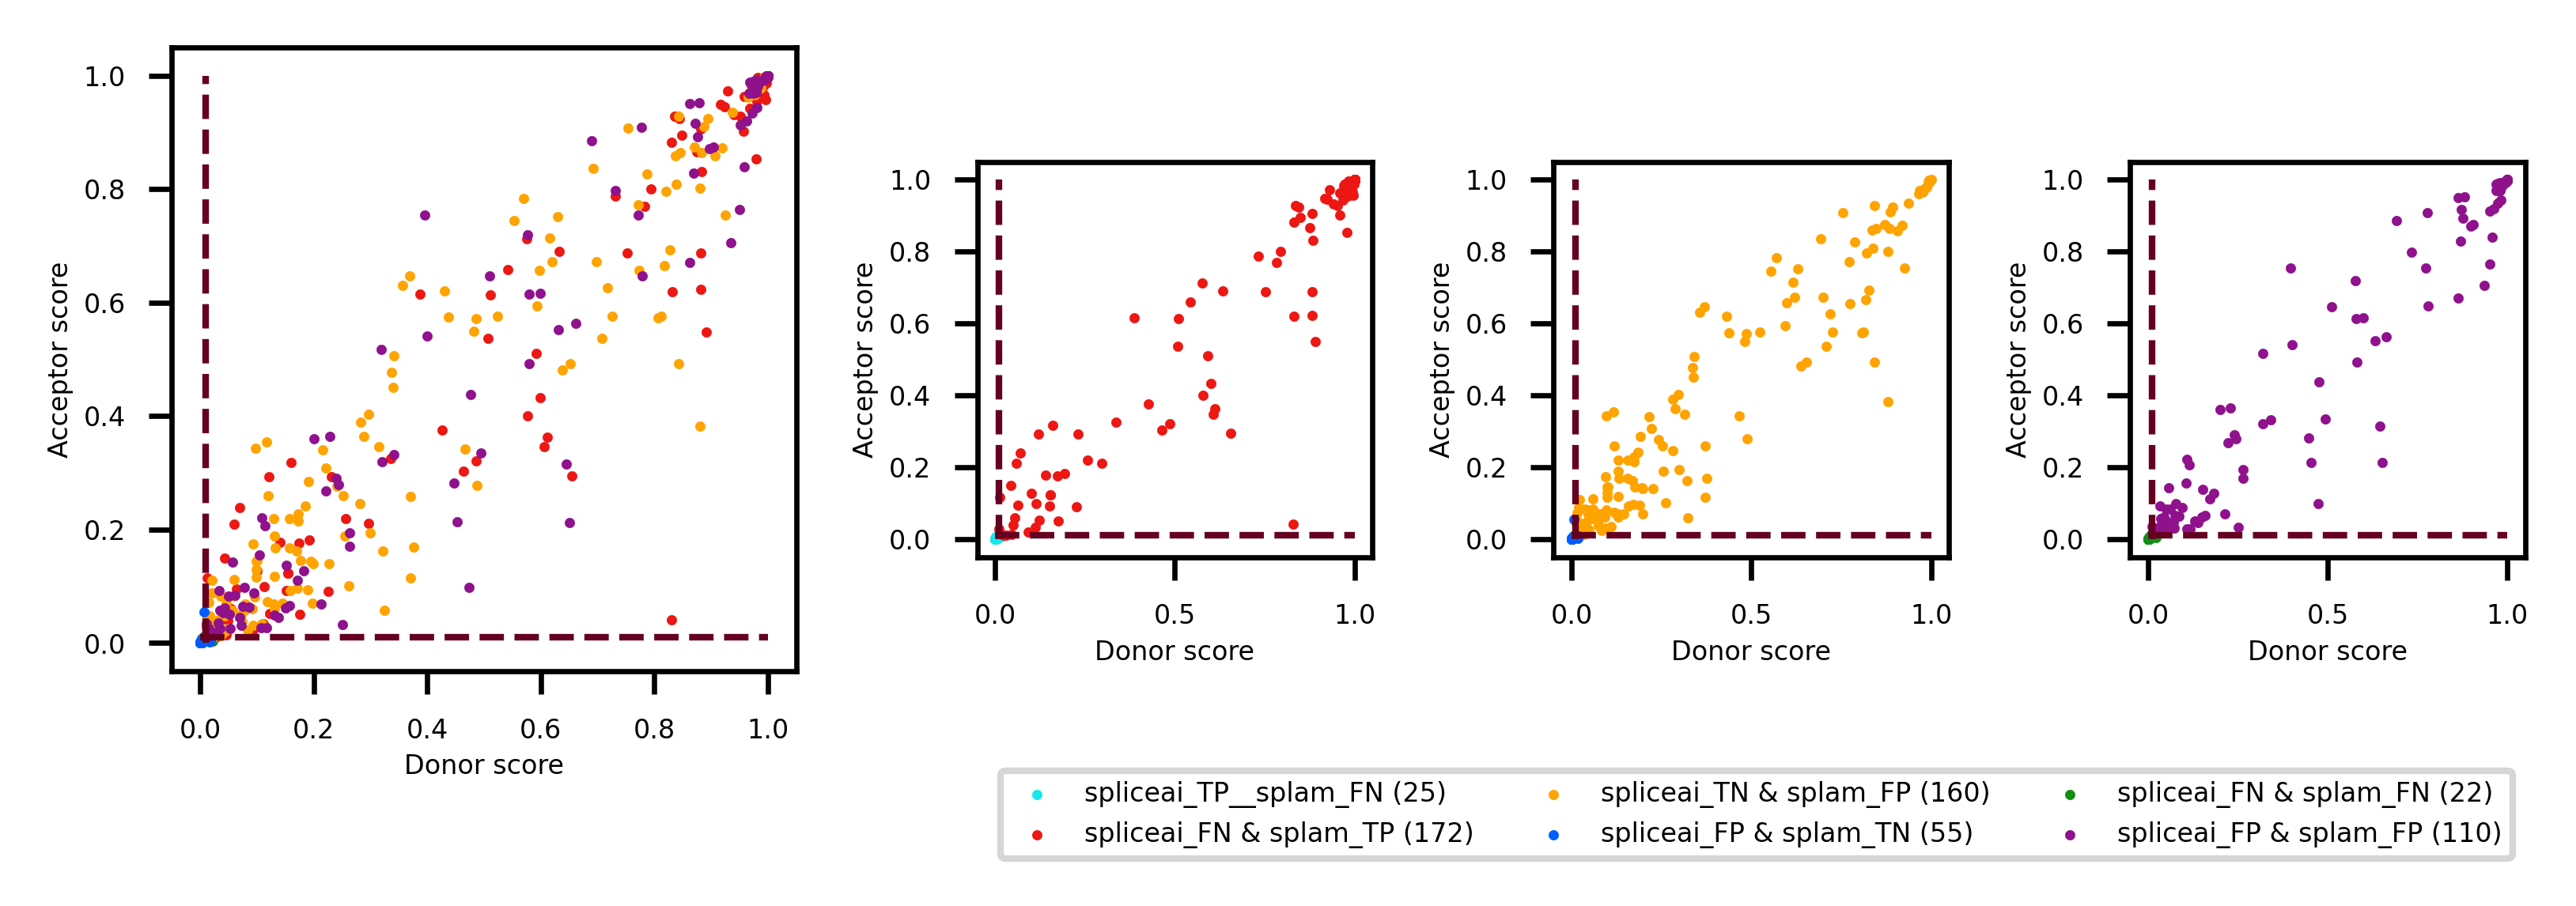 1.0
0.8
0.6
0.4
0.2
0.0
Acceptor score
0.0 0.2 0.4 0.6 0.8 1.0
Donor score
1.0
0.8
0.6
0.4
0.2
0.0
Acceptor score
0.0 0.5 1.0
Donor score
1.0
0.8
0.6
0.4
0.2
0.0
Acceptor score
0.0 0.5 1.0
Donor score
1.0
0.8
0.6
0.4
0.2
0.0
Acceptor score
0.0 0.5 1.0
Donor score
spliceai_TP__splam_FN (25)
spliceai_FN & splam_TP (172)
spliceai_TN & splam_FP (160)
spliceai_FP & splam_TN (55)
spliceai_FN & splam_FN (22)
spliceai_FP & splam_FP (110)